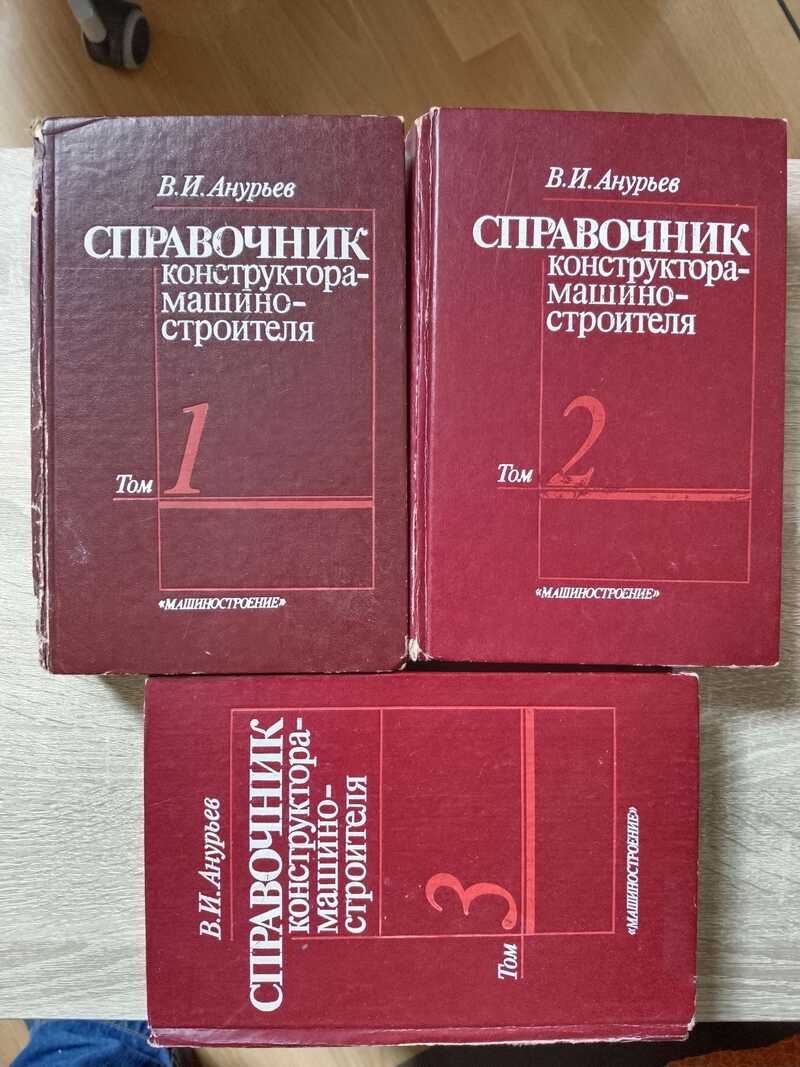 В.И. Анурьев
СПРАВОЧНИК
конструктора-
машино-
строителя
Том 1
«МАШИНОСТРОЕНИЕ»
В.И. Анурьев
СПРАВОЧНИК
конструктора-
машино-
строителя
Том 2
«МАШИНОСТРОЕНИЕ»
В.И. Анурьев
СПРАВОЧНИК
конструктора-
машино-
строителя
Том 3
«МАШИНОСТРОЕНИЕ»